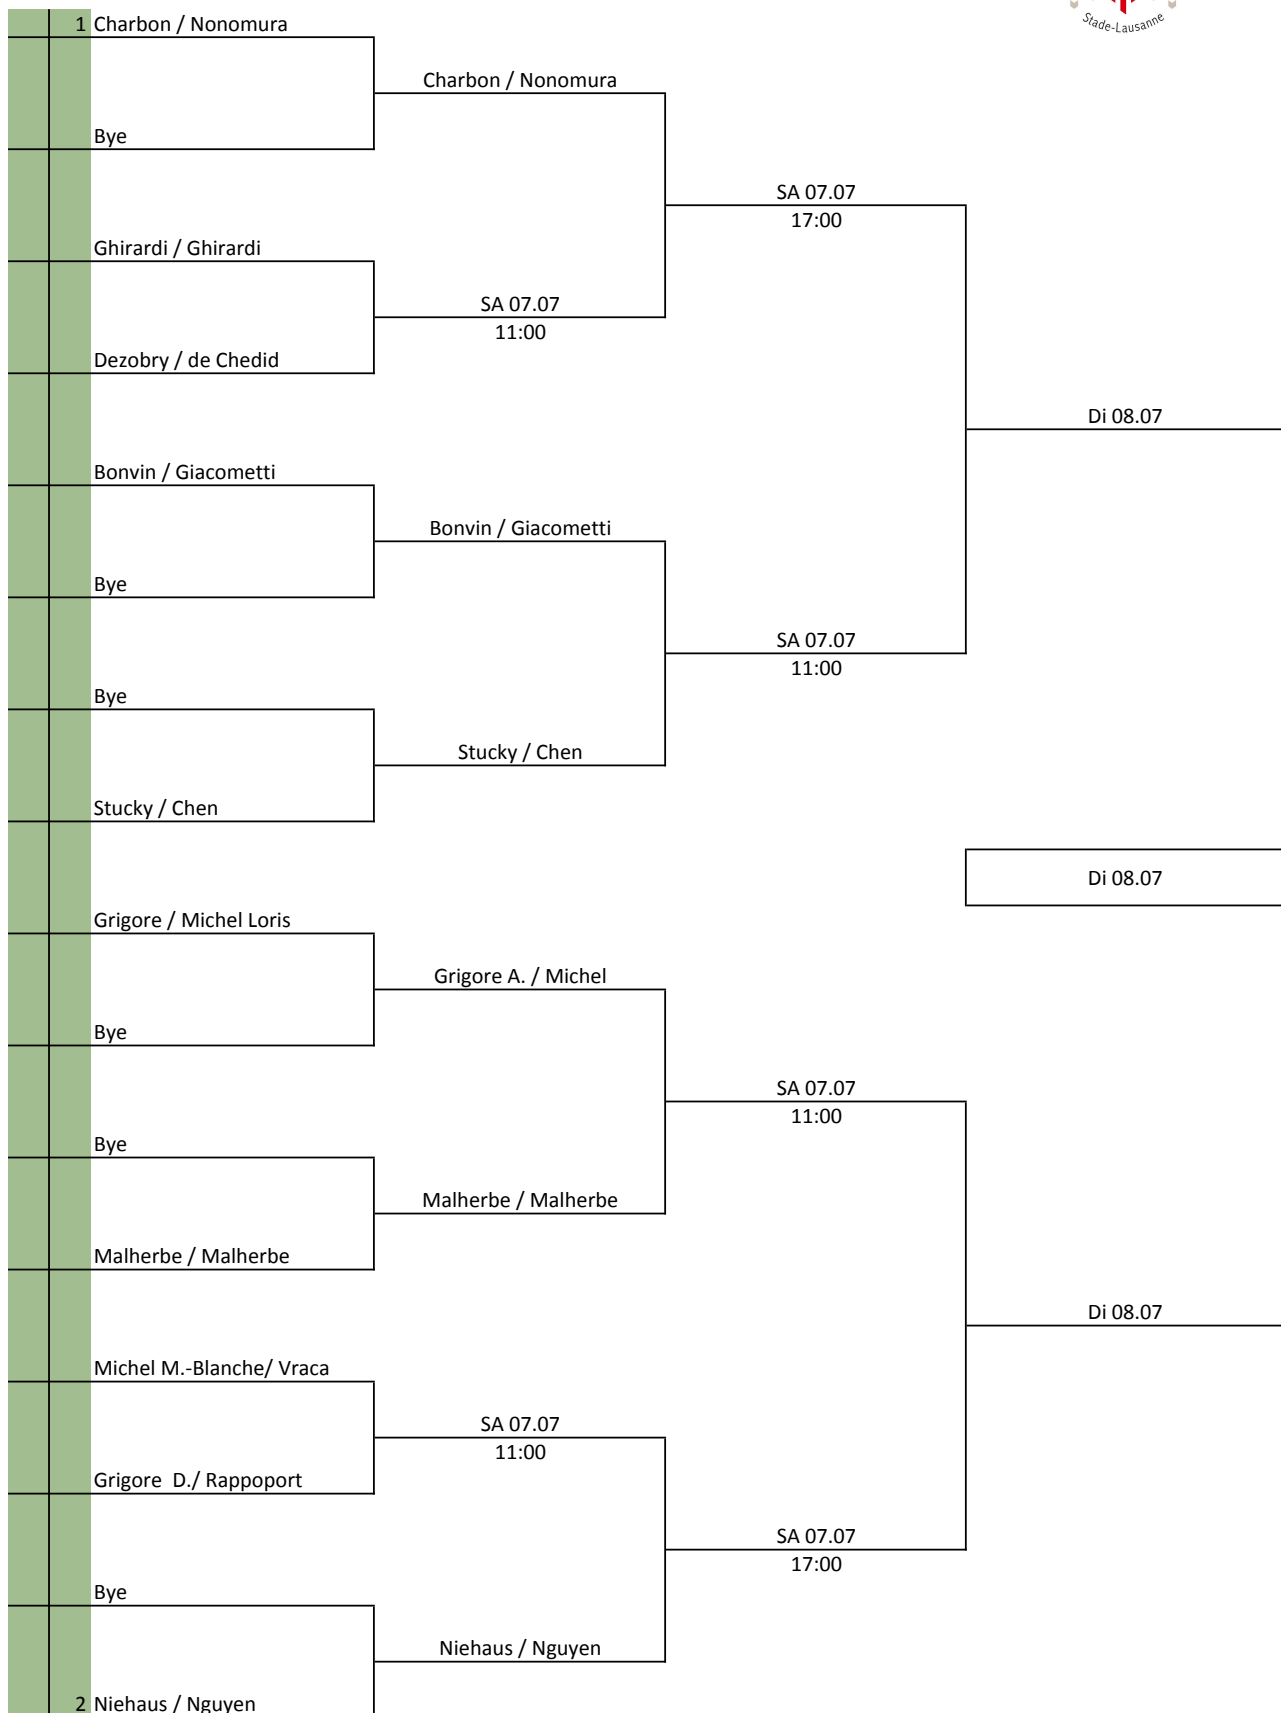 Stade-Lausanne
1 Charbon / Nonomura
Charbon / Nonomura
Bye
SA 07.07
17:00
Ghirardi / Ghirardi
SA 07.07
11:00
Dezobry / de Chedid
Di 08.07
Bonvin / Giacometti
Bonvin / Giacometti
Bye
SA 07.07
11:00
Bye
Stucky / Chen
Stucky / Chen
Di 08.07
Grigore / Michel Loris
Grigore A. / Michel
Bye
SA 07.07
11:00
Bye
Malherbe / Malherbe
Malherbe / Malherbe
Di 08.07
Michel M.-Blanche/ Vraca
SA 07.07
11:00
Grigore  D./ Rappoport
SA 07.07
17:00
Bye
Niehaus / Nguyen
2 Niehaus / Nguyen